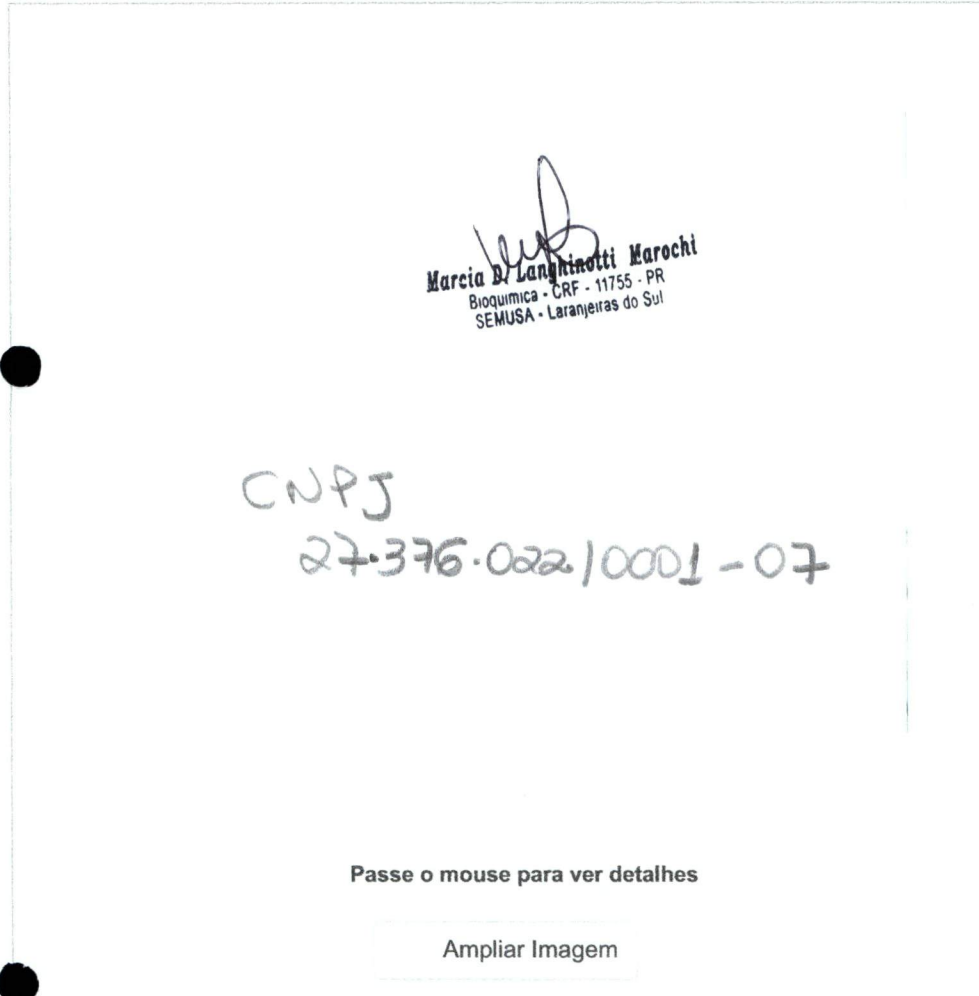 Marcia D. Langhinotti Marochi
Bioquimica - CRF - 11755 - PR
SEMUSA - Laranjeiras do Sul
CNPJ
27.376.022/0001-07
Passe o mouse para ver detalhes
Ampliar Imagem